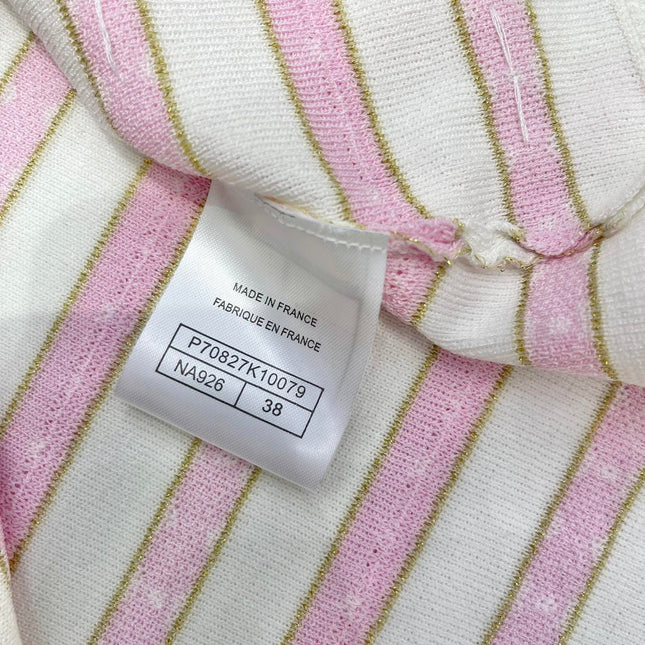 MADE IN FRANCE
FABRIQUE EN FRANCE
P70827K10079
NA926 38